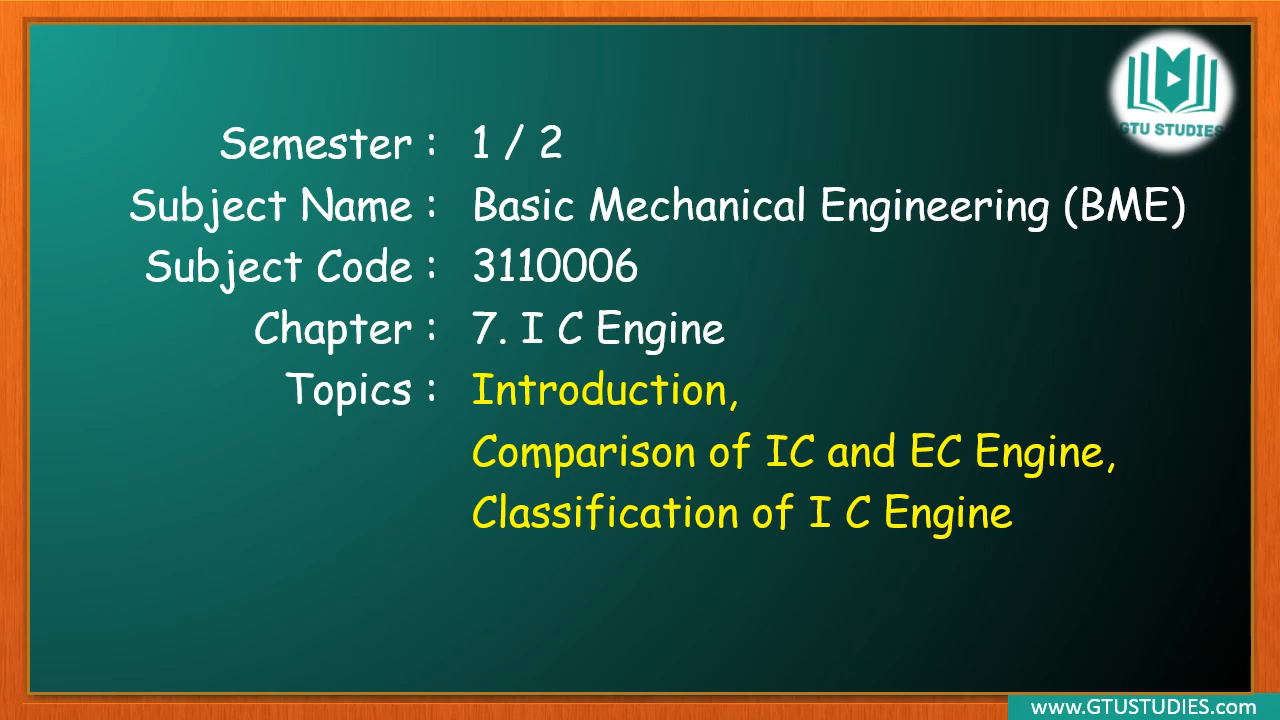 GTU STUDIES
Semester : 1 / 2
Subject Name : Basic Mechanical Engineering (BME)
Subject Code : 3110006
Chapter : 7. I C Engine
Topics : Introduction,
Comparison of IC and EC Engine,
Classification of I C Engine
www.GTUSTUDIES.com